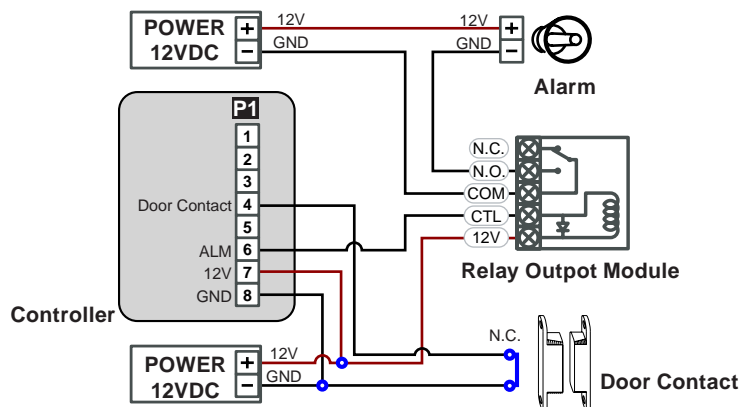 POWER
12VDC
+
−
12V
GND
12V
GND
+
−
Alarm
P1
1
2
3
4
5
6
7
8
Door Contact
ALM
12V
GND
Controller
N.C.
N.O.
COM
CTL
12V
Relay Outpot Module
POWER
12VDC
+
−
12V
GND
N.C.
Door Contact